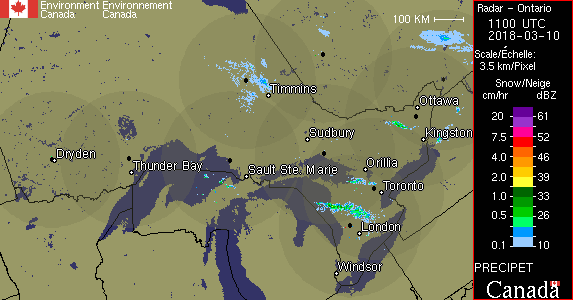 Environment Environnement
Canada Canada
100 KM
Radar - Ontario
1100 UTC
2018-03-10
Scale/Échelle:
3.5 km/Pixel
Snow/Neige
cm/hr dBZ
20 61
7.5 52
4.0 46
2.0 39
1.0 33
0.5 26
0.1 10
PRECIPET
Canada
Timmins
Ottawa
Sudbury
Kingston
Dryden
Thunder Bay
Sault Ste. Marie
Orillia
Toronto
London
Windsor